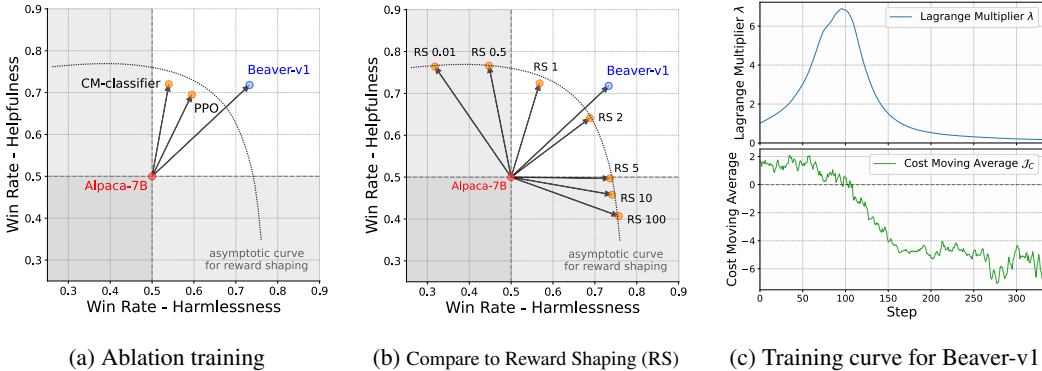 0.9
0.8
0.7
0.6
0.5
0.4
0.3
Win Rate - Helpfulness
CM-classifier
PPO
Beaver-v1
Alpaca-7B
asymptotic curve
for reward shaping
0.3 0.4 0.5 0.6 0.7 0.8 0.9
Win Rate - Harmlessness
(a) Ablation training
0.9
0.8
0.7
0.6
0.5
0.4
0.3
Win Rate - Helpfulness
RS 0.01
RS 0.5
RS 1
Beaver-v1
RS 2
Alpaca-7B
RS 5
RS 10
RS 100
asymptotic curve
for reward shaping
0.3 0.4 0.5 0.6 0.7 0.8 0.9
Win Rate - Harmlessness
(b) Compare to Reward Shaping (RS)
Lagrange Multiplier λ
6
4
2
0
Lagrange Multiplier λ
Cost Moving Average 𝒥_C
2
0
−2
−4
−6
Cost Moving Average
0 50 100 150 200 250 300
Step
(c) Training curve for Beaver-v1